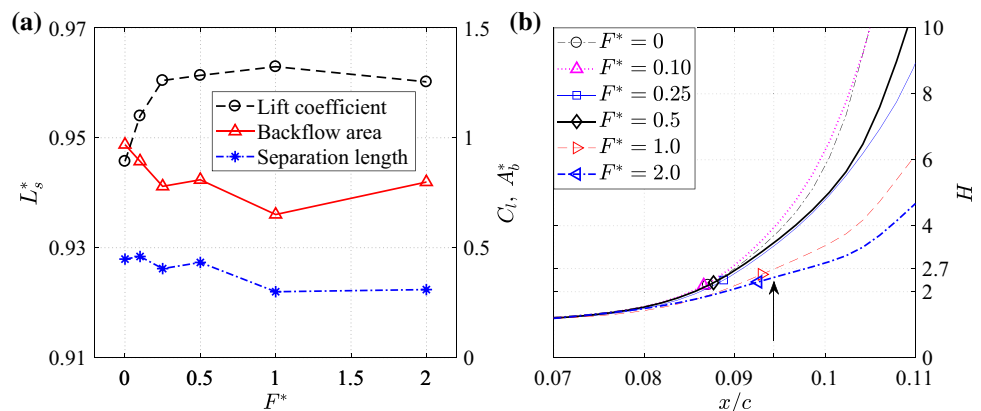 (a)
0.97
0.95
0.93
0.91
L*s
1.5
1
0.5
0
C_l, A*_b
0 0.5 1 1.5 2
F*
Lift coefficient
Backflow area
Separation length
(b)
F* = 0
F* = 0.10
F* = 0.25
F* = 0.5
F* = 1.0
F* = 2.0
10
8
6
4
2.7
2
0
H
0.07 0.08 0.09 0.1 0.11
x/c